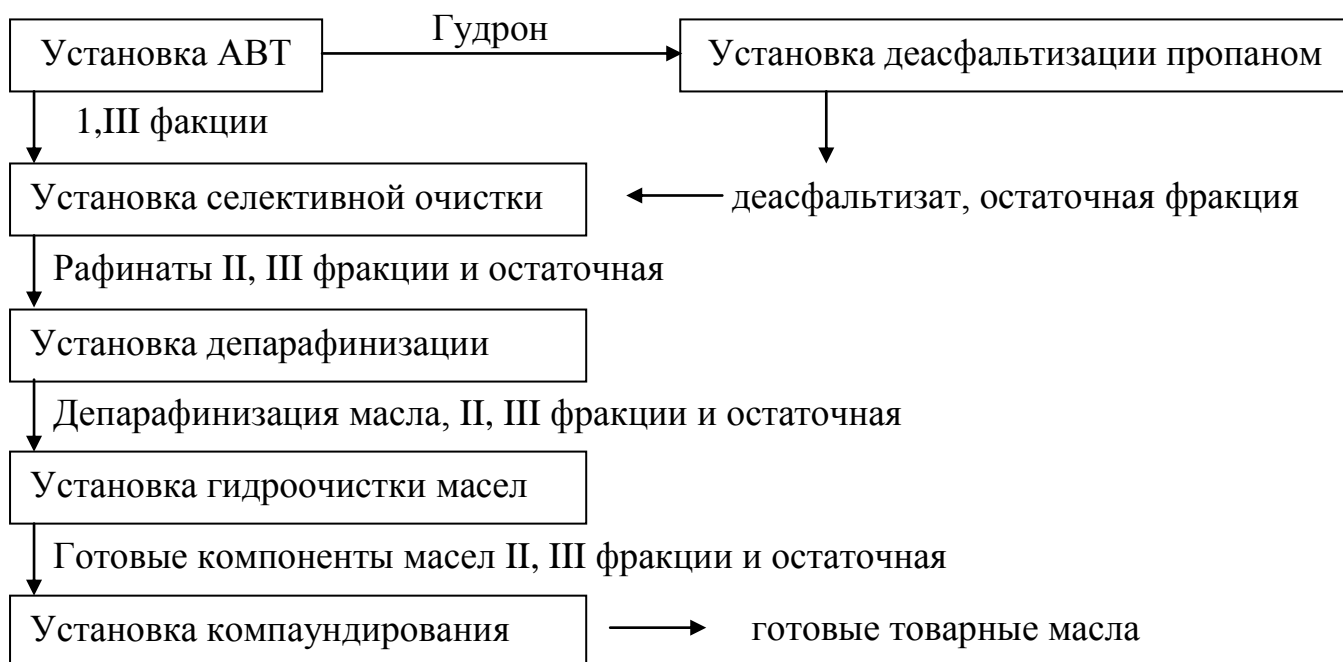 Гудрон
Установка АВТ
Установка деасфальтизации пропаном
1,III факции
Установка селективной очистки
деасфальтизат, остаточная фракция
Рафинаты II, III фракции и остаточная
Установка депарафинизации
Депарафинизация масла, II, III фракции и остаточная
Установка гидроочистки масел
Готовые компоненты масел II, III фракции и остаточная
Установка компаундирования
готовые товарные масла